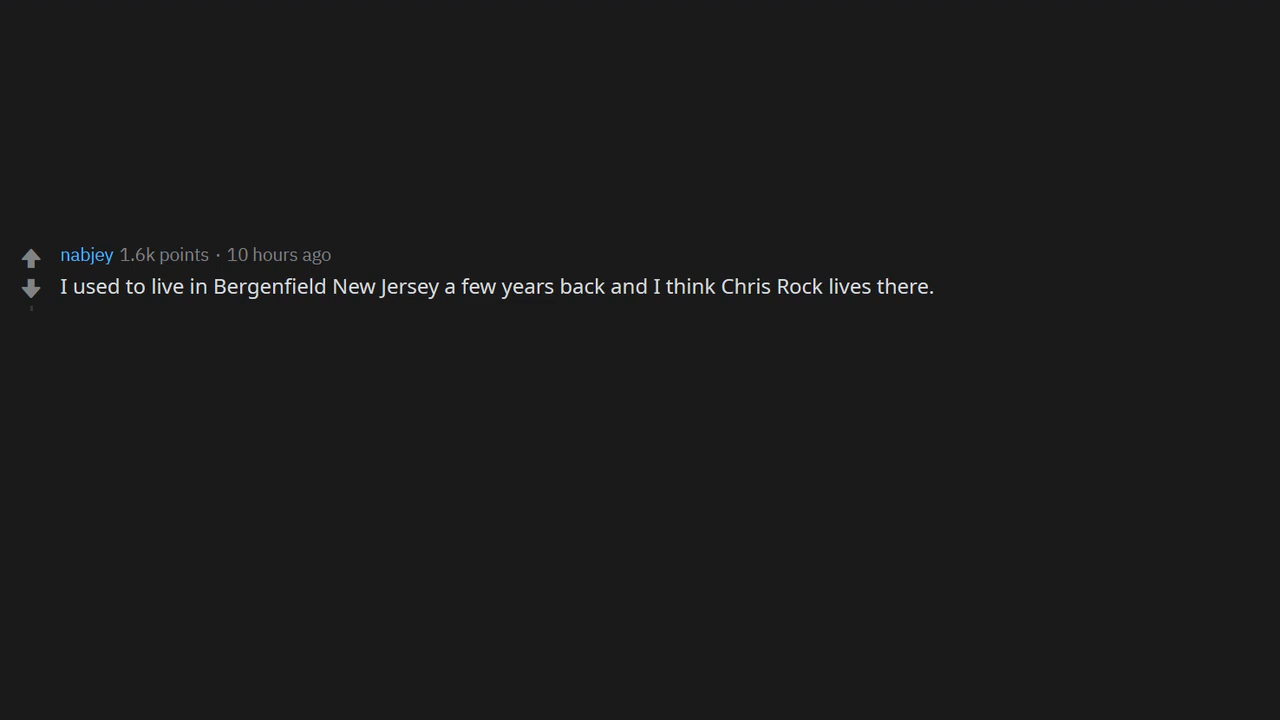 nabjey 1.6k points · 10 hours ago
I used to live in Bergenfield New Jersey a few years back and I think Chris Rock lives there.